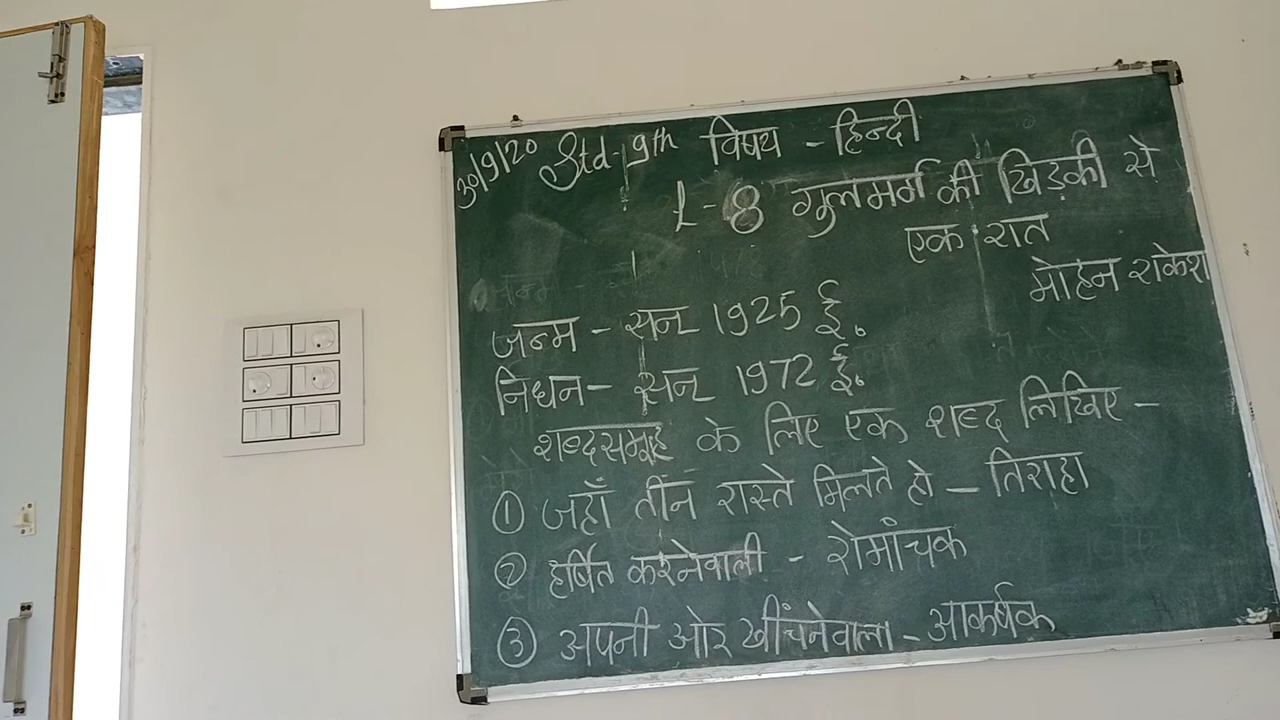 30/9/20 Std-9th विषय - हिन्दी
L-8 गुलमर्ग की खिड़की से
एक रात
मोहन राकेश
जन्म - सन् 1925 ई.
निधन - सन् 1972 ई.
शब्दसमूह के लिए एक शब्द लिखिए -
① जहाँ तीन रास्ते मिलते हो - तिराहा
② हर्षित करनेवाली - रोमांचक
③ अपनी ओर खींचनेवाला - आकर्षक